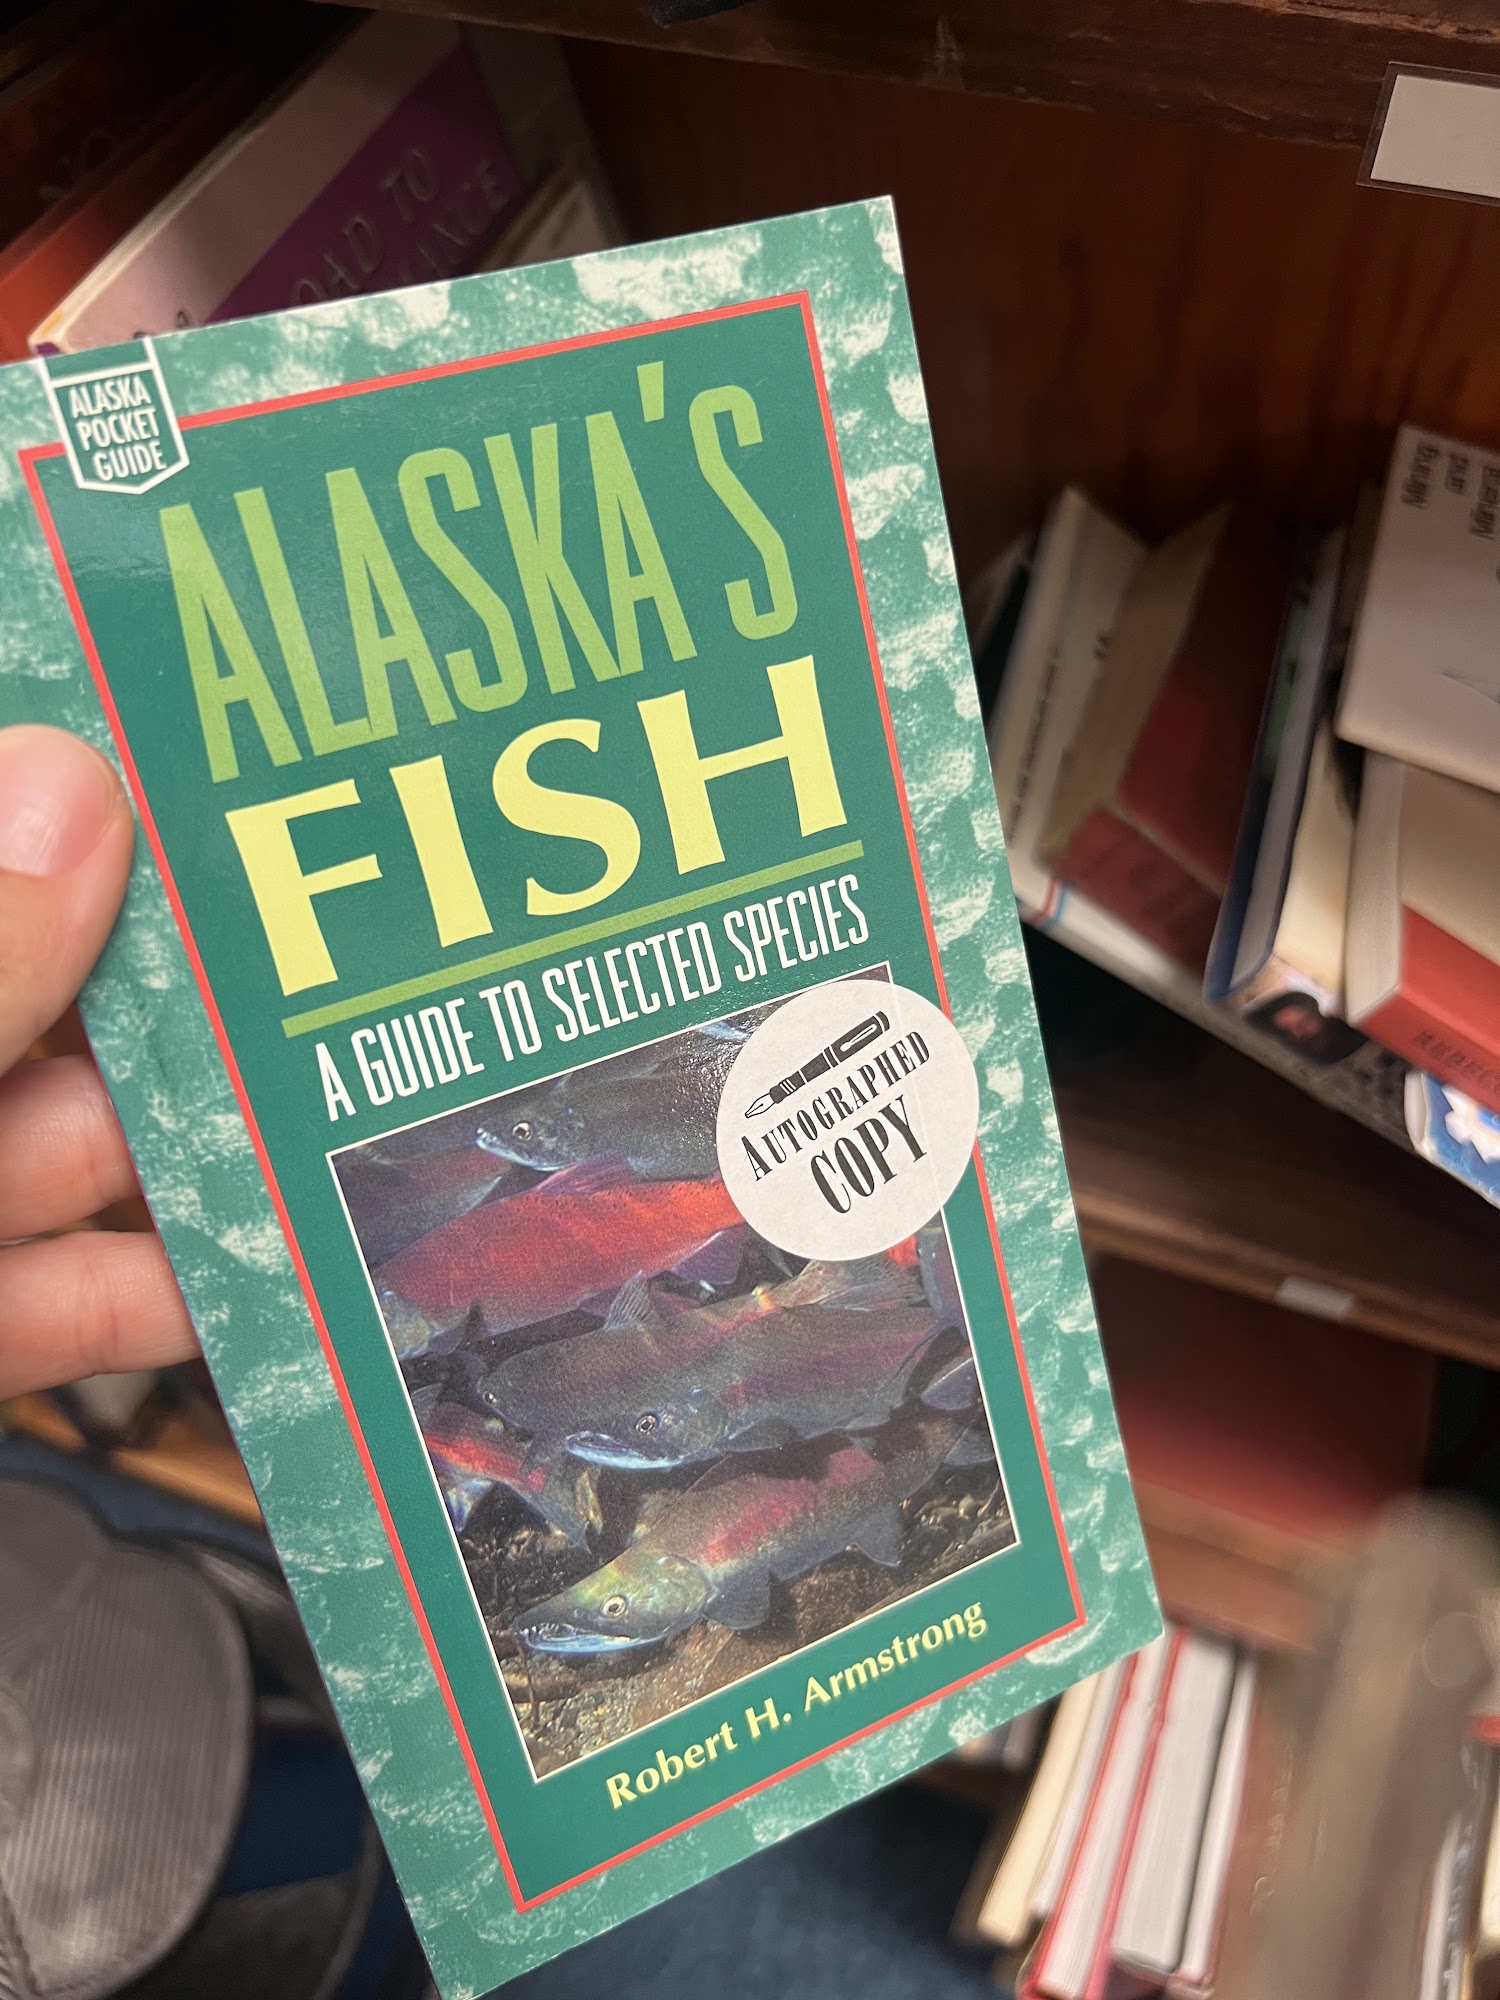 ALASKA
POCKET
GUIDE
ALASKA'S
FISH
A GUIDE TO SELECTED SPECIES
AUTOGRAPHED
COPY
Robert H. Armstrong